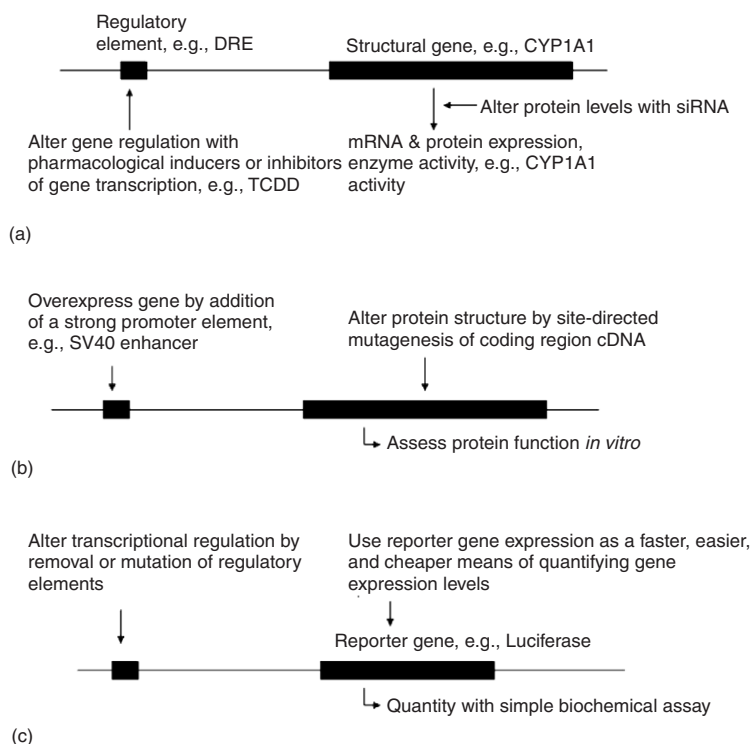 Regulatory
element, e.g., DRE
Structural gene, e.g., CYP1A1
Alter protein levels with siRNA
Alter gene regulation with
pharmacological inducers or inhibitors
of gene transcription, e.g., TCDD
mRNA & protein expression,
enzyme activity, e.g., CYP1A1
activity
(a)
Overexpress gene by addition
of a strong promoter element,
e.g., SV40 enhancer
Alter protein structure by site-directed
mutagenesis of coding region cDNA
Assess protein function in vitro
(b)
Alter transcriptional regulation by
removal or mutation of regulatory
elements
Use reporter gene expression as a faster, easier,
and cheaper means of quantifying gene
expression levels
Reporter gene, e.g., Luciferase
Quantity with simple biochemical assay
(c)